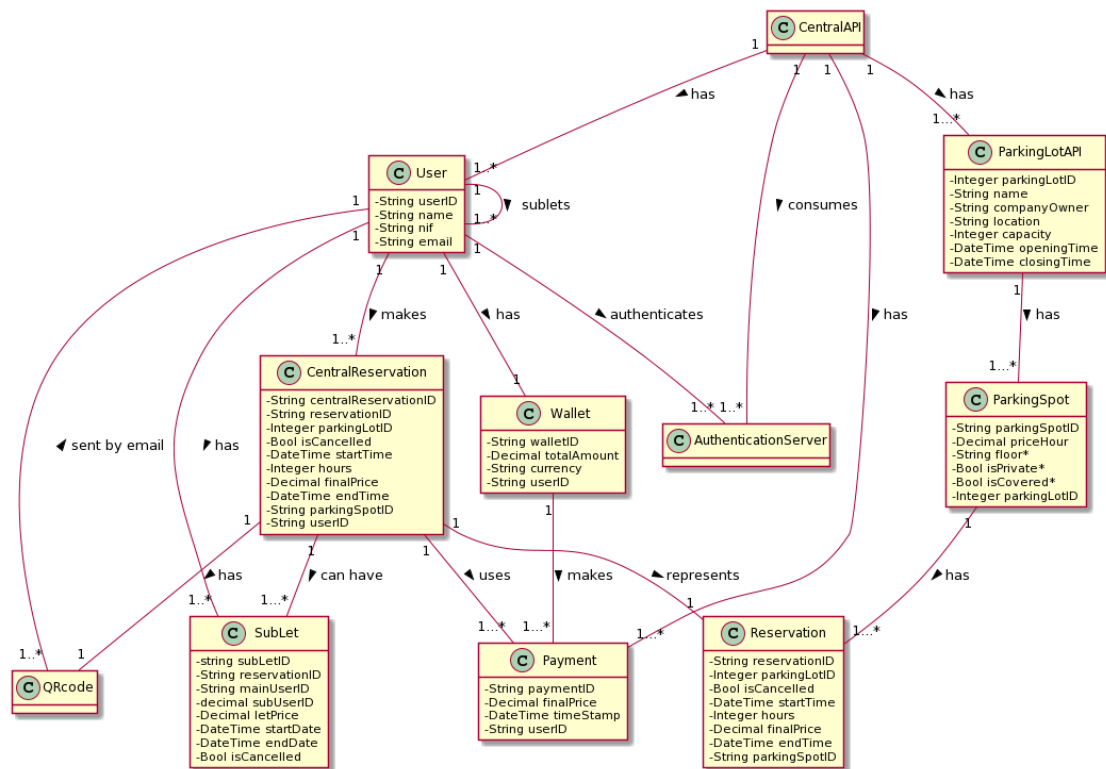 C CentralAPI
1
1
1
1
has
has
1..*
1...*
C User
-String userID
-String name
-String nif
-String email
1
1..*
sublets
1
1
1
1
1
C ParkingLotAPI
-Integer parkingLotID
-String name
-String companyOwner
-String location
-Integer capacity
-DateTime openingTime
-DateTime closingTime
1
consumes
makes
has
authenticates
has
has
1..*
1
1..*
1..*
1...*
C CentralReservation
-String centralReservationID
-String reservationID
-Integer parkingLotID
-Bool isCancelled
-DateTime startTime
-Integer hours
-Decimal finalPrice
-DateTime endTime
-String parkingSpotID
-String userID
C Wallet
-String walletID
-Decimal totalAmount
-String currency
-String userID
C AuthenticationServer
C ParkingSpot
-String parkingSpotID
-Decimal priceHour
-String floor*
-Bool isPrivate*
-Bool isCovered*
-Integer parkingLotID
sent by email
has
1
1
1
1
1
1
has
can have
uses
makes
represents
has
1..*
1
1..*
1...*
1...*
1...*
1...*
1
1...*
C QRcode
C SubLet
-string subLetID
-String reservationID
-String mainUserID
-decimal subUserID
-Decimal letPrice
-DateTime startDate
-DateTime endDate
-Bool isCancelled
C Payment
-String paymentID
-Decimal finalPrice
-DateTime timeStamp
-String userID
C Reservation
-String reservationID
-Integer parkingLotID
-Bool isCancelled
-DateTime startTime
-Integer hours
-Decimal finalPrice
-DateTime endTime
-String parkingSpotID